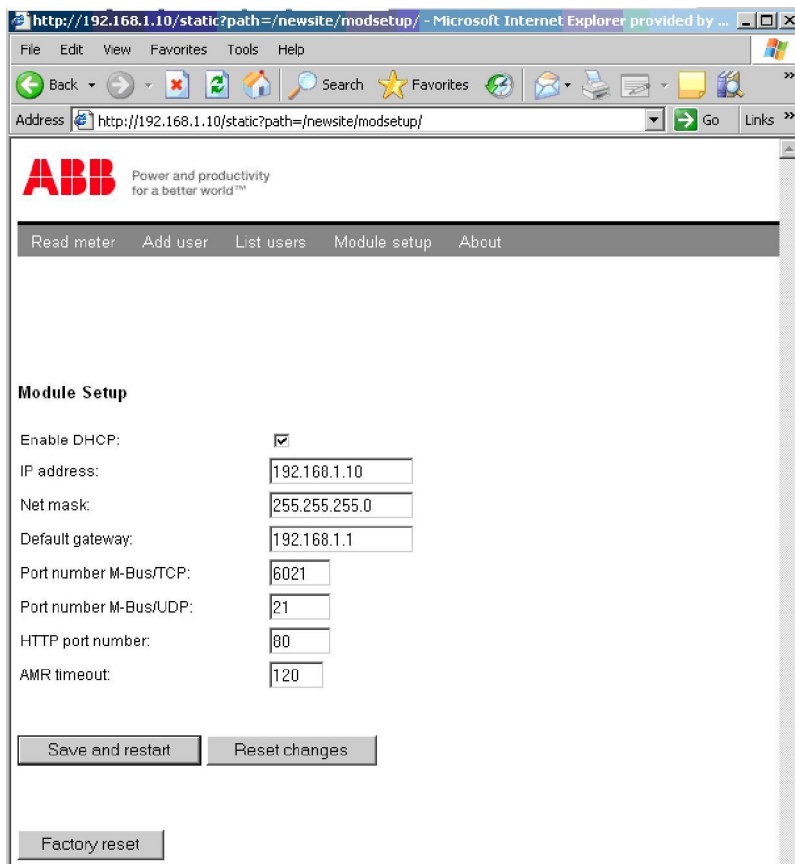 http://192.168.1.10/static?path=/newsite/modsetup/ - Microsoft Internet Explorer provided by ...
File Edit View Favorites Tools Help
Back Search Favorites »
Address http://192.168.1.10/static?path=/newsite/modsetup/ Go Links »
ABB Power and productivity
for a better world™
Read meter Add user List users Module setup About
Module Setup
Enable DHCP:
IP address: 192.168.1.10
Net mask: 255.255.255.0
Default gateway: 192.168.1.1
Port number M-Bus/TCP: 6021
Port number M-Bus/UDP: 21
HTTP port number: 80
AMR timeout: 120
Save and restart Reset changes
Factory reset